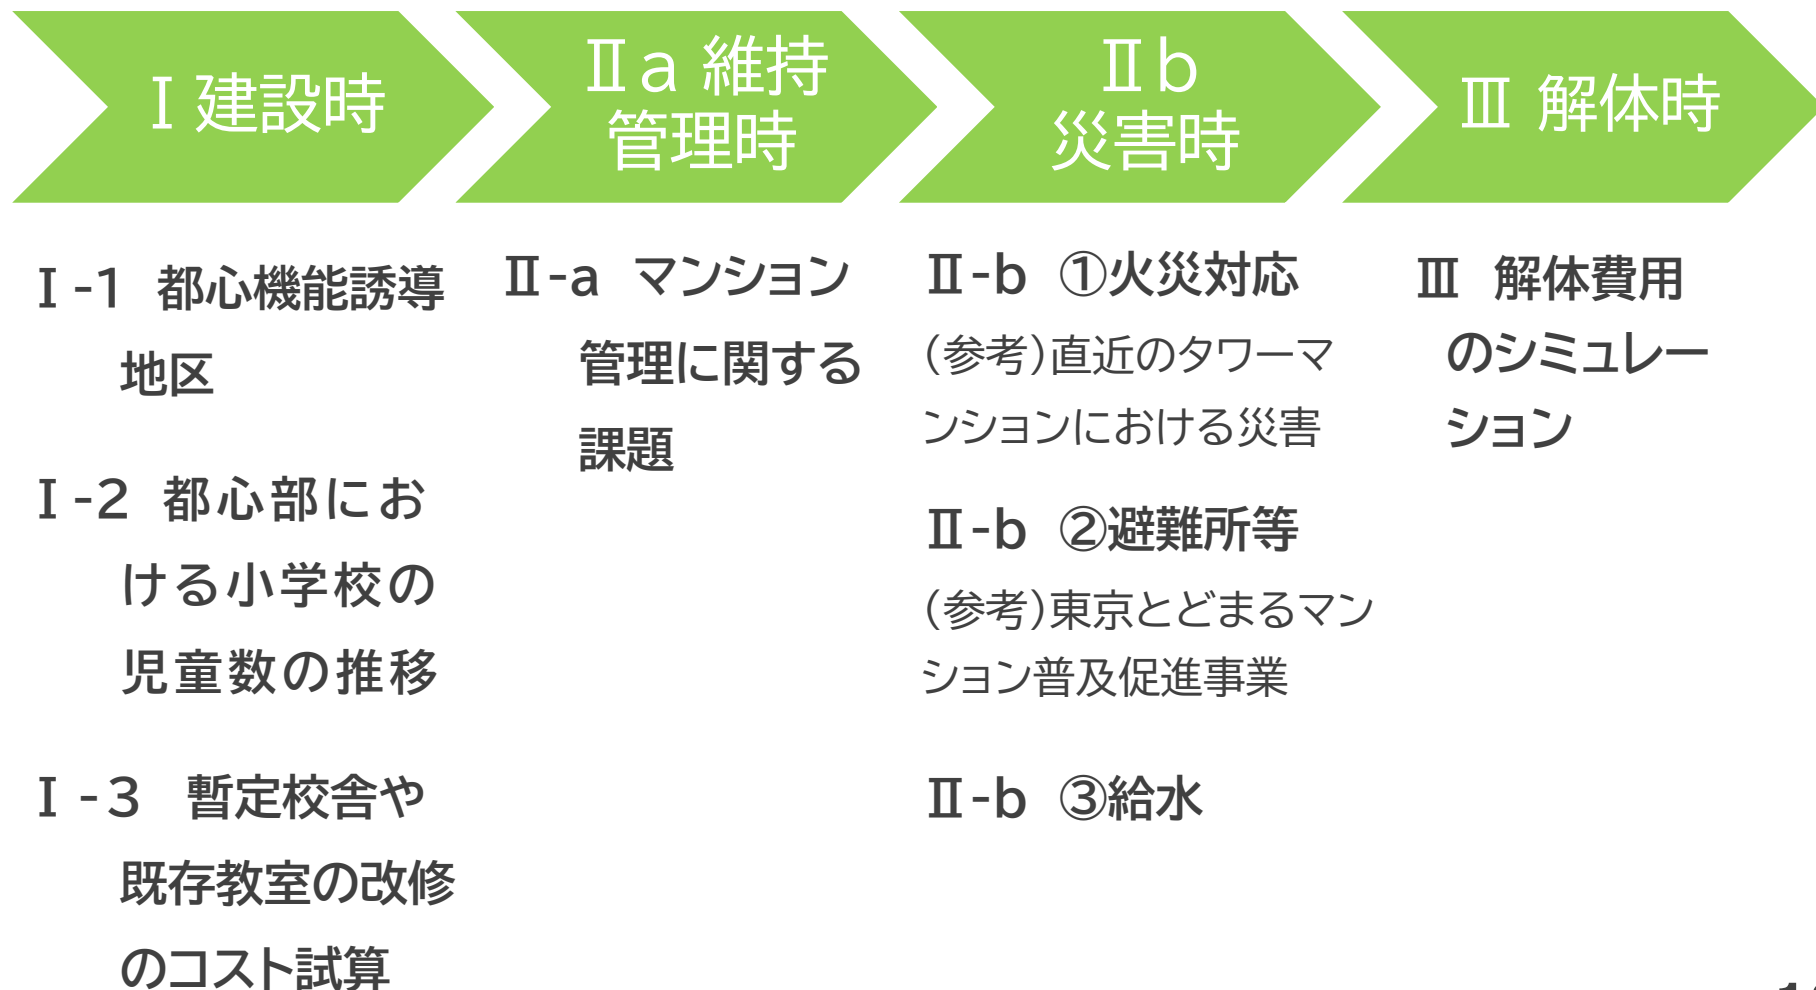 Ⅰ 建設時
Ⅱa 維持
管理時
Ⅱb
災害時
Ⅲ 解体時
Ⅰ-1 都心機能誘導
地区
Ⅰ-2 都心部にお
ける小学校の
児童数の推移
Ⅰ-3 暫定校舎や
既存教室の改修
のコスト試算
Ⅱ-a マンション
管理に関する
課題
Ⅱ-b ①火災対応
(参考)直近のタワーマ
ンションにおける災害
Ⅱ-b ②避難所等
(参考)東京とどまるマン
ション普及促進事業
Ⅱ-b ③給水
Ⅲ 解体費用
のシミュレー
ション